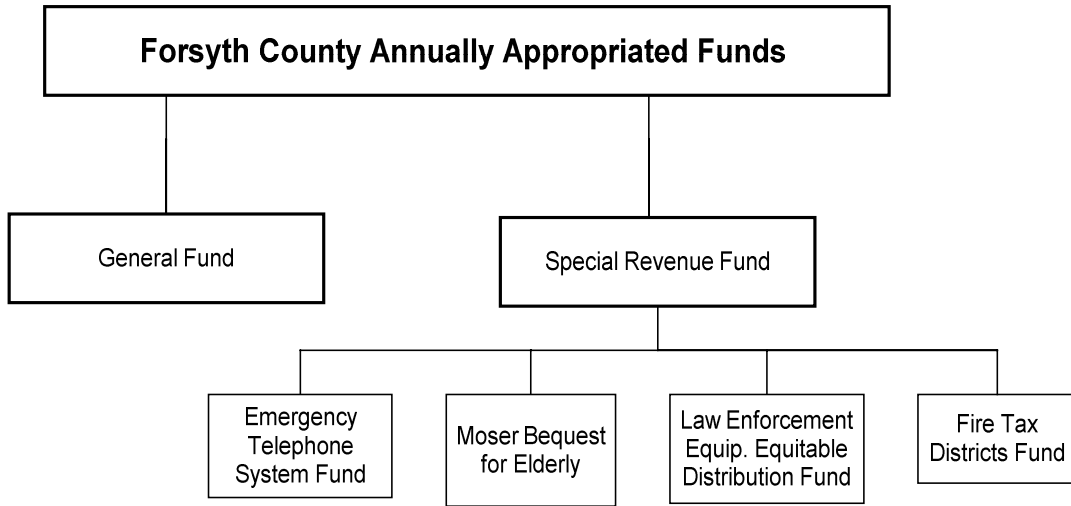 Forsyth County Annually Appropriated Funds
General Fund
Special Revenue Fund
Emergency
Telephone
System Fund
Moser Bequest
for Elderly
Law Enforcement
Equip. Equitable
Distribution Fund
Fire Tax
Districts Fund